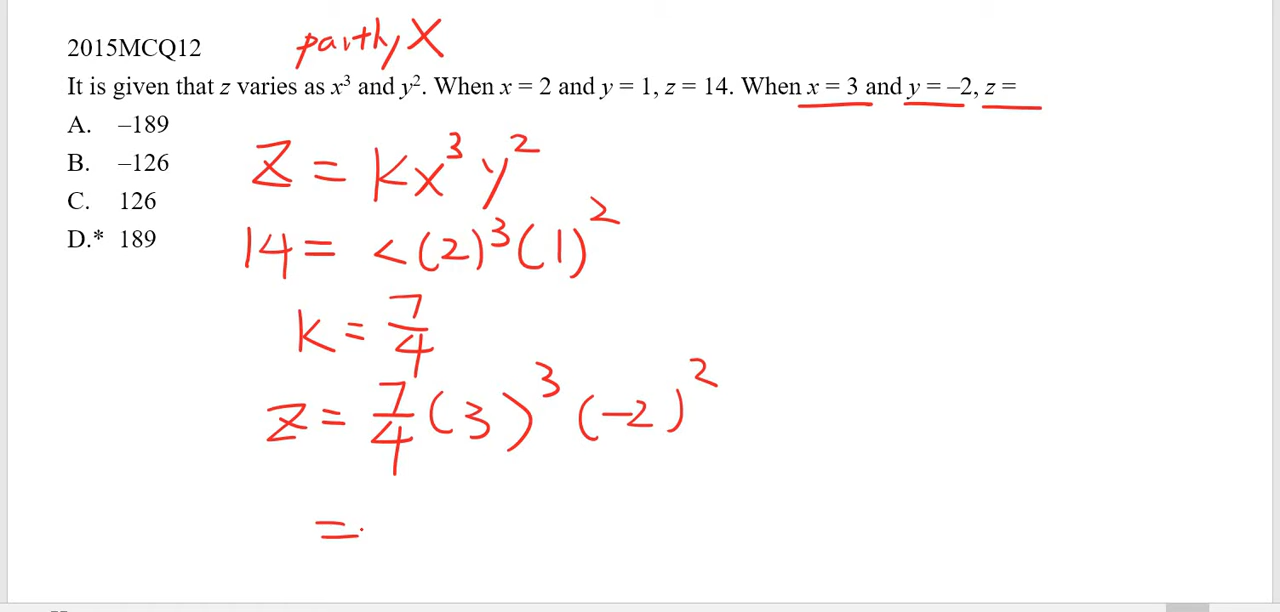 2015MCQ12 partly X
It is given that z varies as x³ and y². When x = 2 and y = 1, z = 14. When x = 3 and y = –2, z =
A. –189
B. –126
C. 126
D.* 189
Z = Kx³y²
14 = <(2)³(1)²
K = 7/4
Z = 7/4 (3)³ (-2)²
=